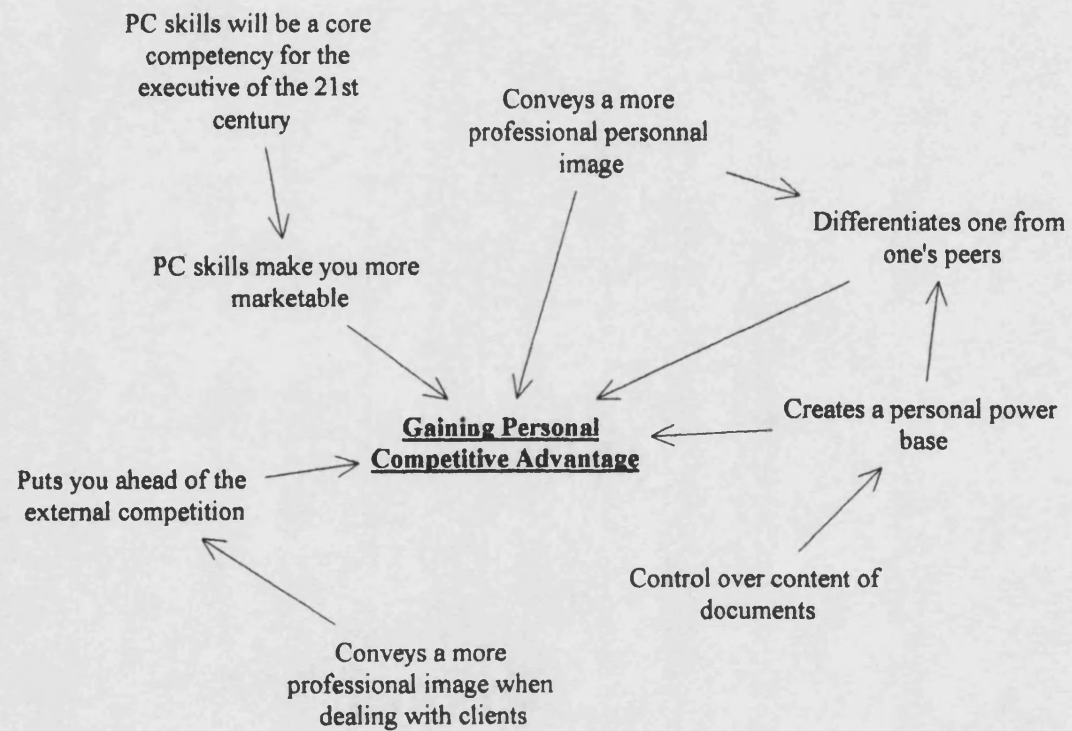 PC skills will be a core
competency for the
executive of the 21st
century
Conveys a more
professional personnal
image
Differentiates one from
one's peers
PC skills make you more
marketable
Gaining Personal
Competitive Advantage
Creates a personal power
base
Puts you ahead of the
external competition
Control over content of
documents
Conveys a more
professional image when
dealing with clients